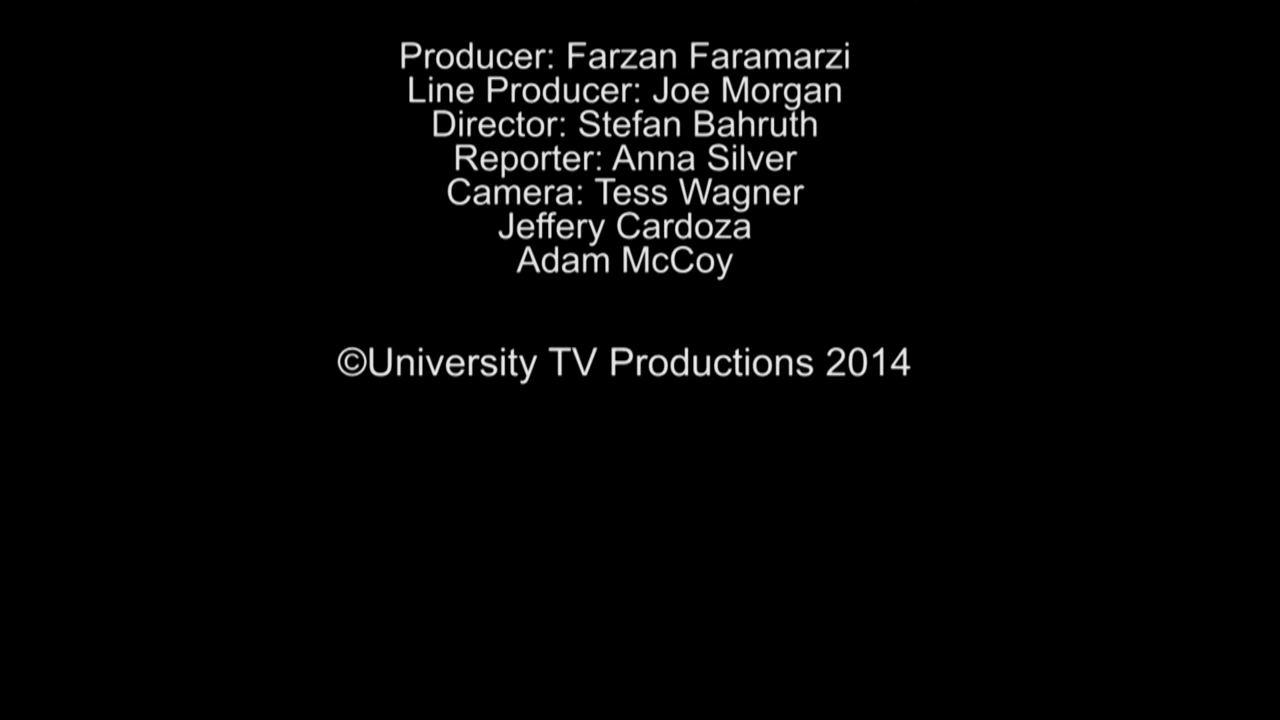 Producer: Farzan Faramarzi
Line Producer: Joe Morgan
Director: Stefan Bahruth
Reporter: Anna Silver
Camera: Tess Wagner
Jeffery Cardoza
Adam McCoy
©University TV Productions 2014